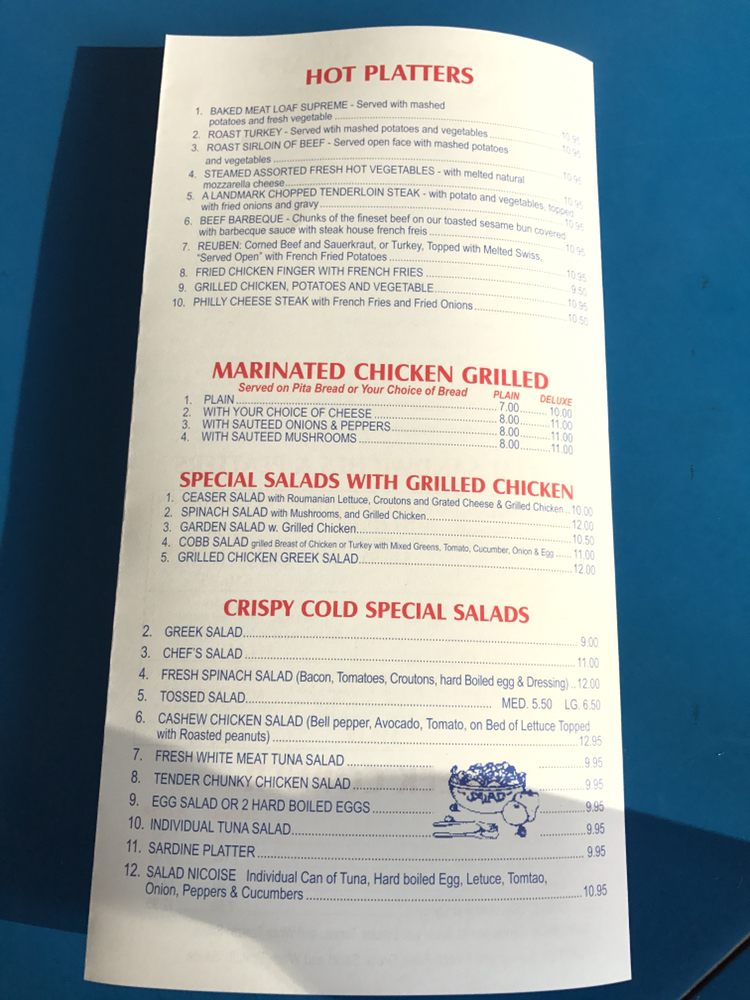 HOT PLATTERS
1. BAKED MEAT LOAF SUPREME - Served with mashed
potatoes and fresh vegetable ........ 10.95
2. ROAST TURKEY - Served wtih mashed potatoes and vegetables ........ 10.95
3. ROAST SIRLOIN OF BEEF - Served open face with mashed potatoes
and vegetables ........ 10.95
4. STEAMED ASSORTED FRESH HOT VEGETABLES - with melted natural
mozzarella cheese ........ 10.95
5. A LANDMARK CHOPPED TENDERLOIN STEAK - with potato and vegetables, topped
with fried onions and gravy ........ 10.95
6. BEEF BARBEQUE - Chunks of the fineset beef on our toasted sesame bun covered
with barbecque sauce with steak house french freis ........ 10.95
7. REUBEN: Corned Beef and Sauerkraut, or Turkey, Topped with Melted Swiss,
"Served Open" with French Fried Potatoes ........ 10.95
8. FRIED CHICKEN FINGER WITH FRENCH FRIES ........ 9.50
9. GRILLED CHICKEN, POTATOES AND VEGETABLE ........ 10.95
10. PHILLY CHEESE STEAK with French Fries and Fried Onions ........ 10.50
MARINATED CHICKEN GRILLED
Served on Pita Bread or Your Choice of Bread PLAIN DELUXE
1. PLAIN ........ 7.00 ........ 10.00
2. WITH YOUR CHOICE OF CHEESE ........ 8.00 ........ 11.00
3. WITH SAUTEED ONIONS & PEPPERS ........ 8.00 ........ 11.00
4. WITH SAUTEED MUSHROOMS ........ 8.00 ........ 11.00
SPECIAL SALADS WITH GRILLED CHICKEN
1. CEASER SALAD with Roumanian Lettuce, Croutons and Grated Cheese & Grilled Chicken .. 10.00
2. SPINACH SALAD with Mushrooms, and Grilled Chicken ........ 12.00
3. GARDEN SALAD w. Grilled Chicken ........ 10.50
4. COBB SALAD grilled Breast of Chicken or Turkey with Mixed Greens, Tomato, Cucumber, Onion & Egg ...... 11.00
5. GRILLED CHICKEN GREEK SALAD ........ 12.00
CRISPY COLD SPECIAL SALADS
2. GREEK SALAD ........ 9.00
3. CHEF'S SALAD ........ 11.00
4. FRESH SPINACH SALAD (Bacon, Tomatoes, Croutons, hard Boiled egg & Dressing) .. 12.00
5. TOSSED SALAD ........ MED. 5.50 LG. 6.50
6. CASHEW CHICKEN SALAD (Bell pepper, Avocado, Tomato, on Bed of Lettuce Topped
with Roasted peanuts) ........ 12.95
7. FRESH WHITE MEAT TUNA SALAD ........ 9.95
8. TENDER CHUNKY CHICKEN SALAD ........ 9.95
9. EGG SALAD OR 2 HARD BOILED EGGS ........ 9.95
SALAD
10. INDIVIDUAL TUNA SALAD ........ 9.95
11. SARDINE PLATTER ........ 9.95
12. SALAD NICOISE Individual Can of Tuna, Hard boiled Egg, Letuce, Tomtao,
Onion, Peppers & Cucumbers ........ 10.95